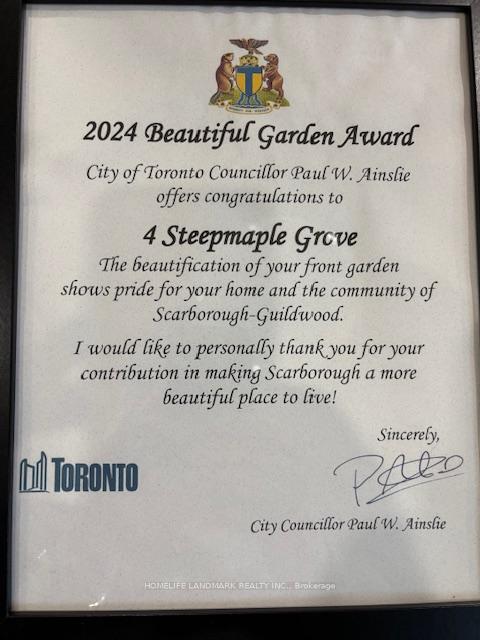 2024 Beautiful Garden Award
City of Toronto Councillor Paul W. Ainslie
offers congratulations to
4 Steepmaple Grove
The beautification of your front garden
shows pride for your home and the community of
Scarborough-Guildwood.
I would like to personally thank you for your
contribution in making Scarborough a more
beautiful place to live!
Sincerely,
TORONTO
City Councillor Paul W. Ainslie
HOMELIFE LANDMARK REALTY INC., Brokerage